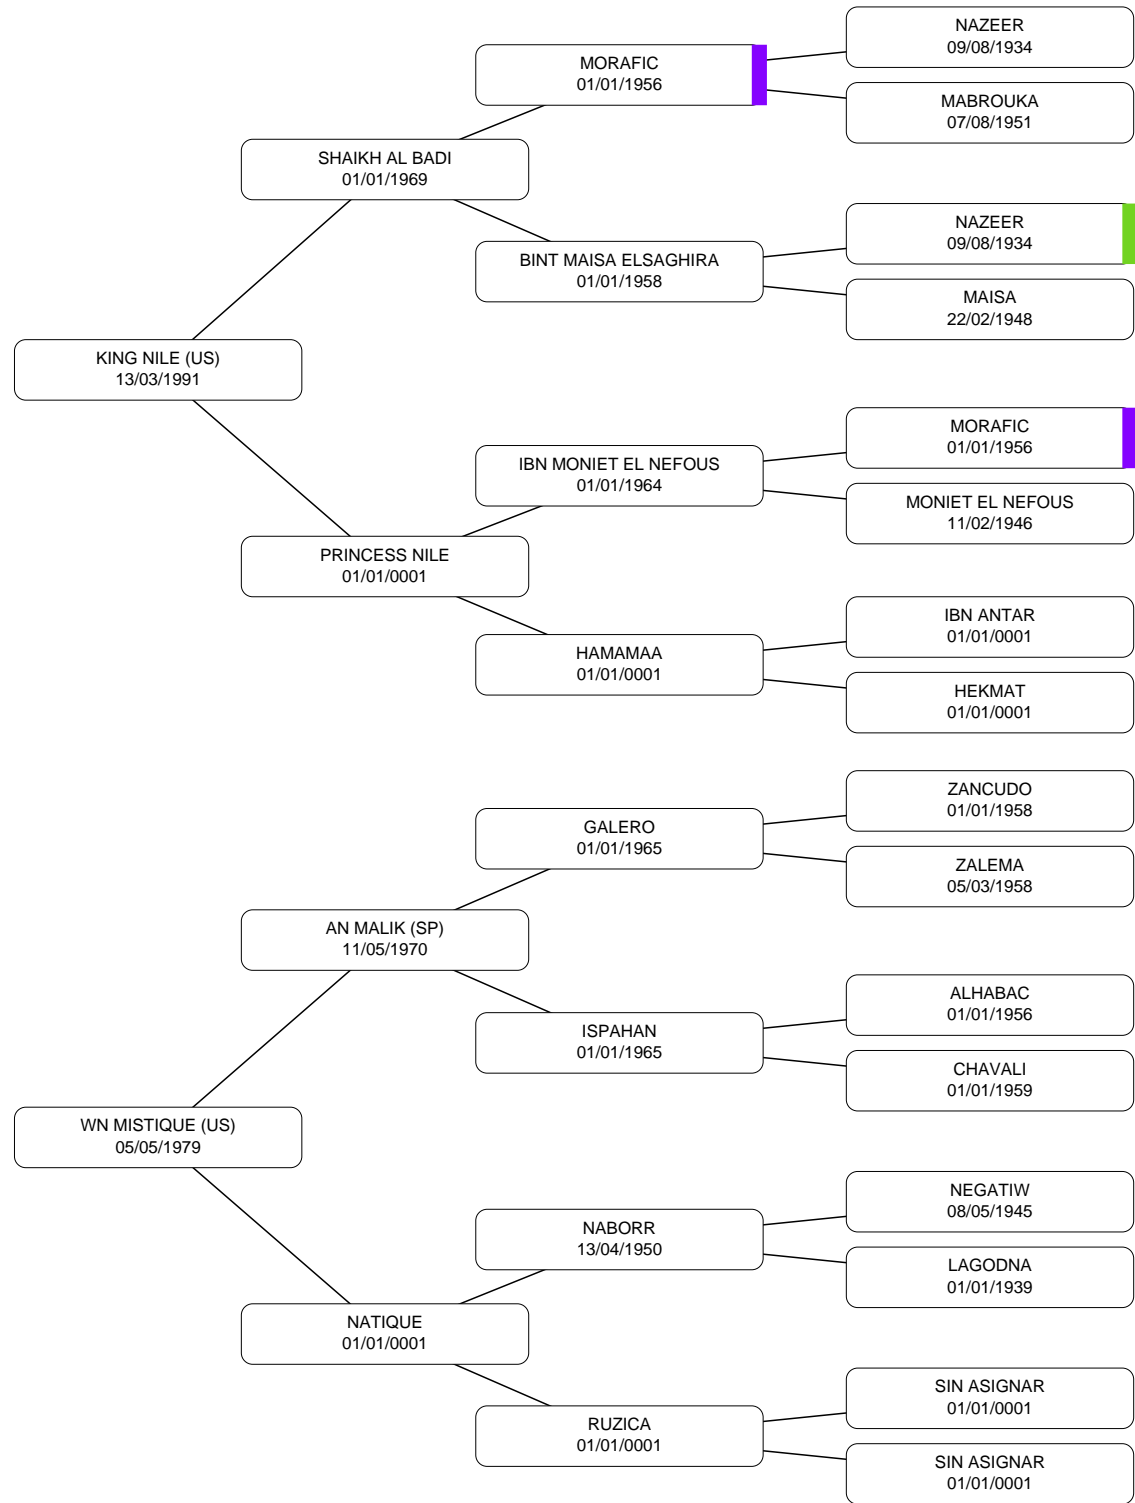 NAZEER
09/08/1934
MORAFIC
01/01/1956
MABROUKA
07/08/1951
SHAIKH AL BADI
01/01/1969
NAZEER
09/08/1934
BINT MAISA ELSAGHIRA
01/01/1958
MAISA
22/02/1948
KING NILE (US)
13/03/1991
MORAFIC
01/01/1956
IBN MONIET EL NEFOUS
01/01/1964
MONIET EL NEFOUS
11/02/1946
PRINCESS NILE
01/01/0001
IBN ANTAR
01/01/0001
HAMAMAA
01/01/0001
HEKMAT
01/01/0001
ZANCUDO
01/01/1958
GALERO
01/01/1965
ZALEMA
05/03/1958
AN MALIK (SP)
11/05/1970
ALHABAC
01/01/1956
ISPAHAN
01/01/1965
CHAVALI
01/01/1959
WN MISTIQUE (US)
05/05/1979
NEGATIW
08/05/1945
NABORR
13/04/1950
LAGODNA
01/01/1939
NATIQUE
01/01/0001
SIN ASIGNAR
01/01/0001
RUZICA
01/01/0001
SIN ASIGNAR
01/01/0001